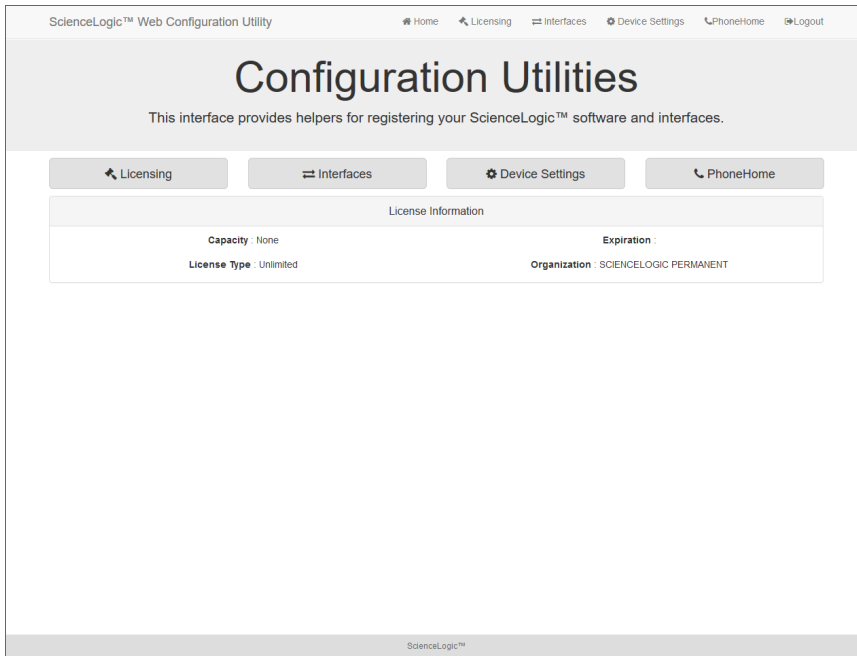 ScienceLogic™ Web Configuration Utility Home Licensing Interfaces Device Settings PhoneHome Logout
Configuration Utilities
This interface provides helpers for registering your ScienceLogic™ software and interfaces.
Licensing Interfaces Device Settings PhoneHome
License Information
Capacity : None Expiration :
License Type : Unlimited Organization : SCIENCELOGIC PERMANENT
ScienceLogic™